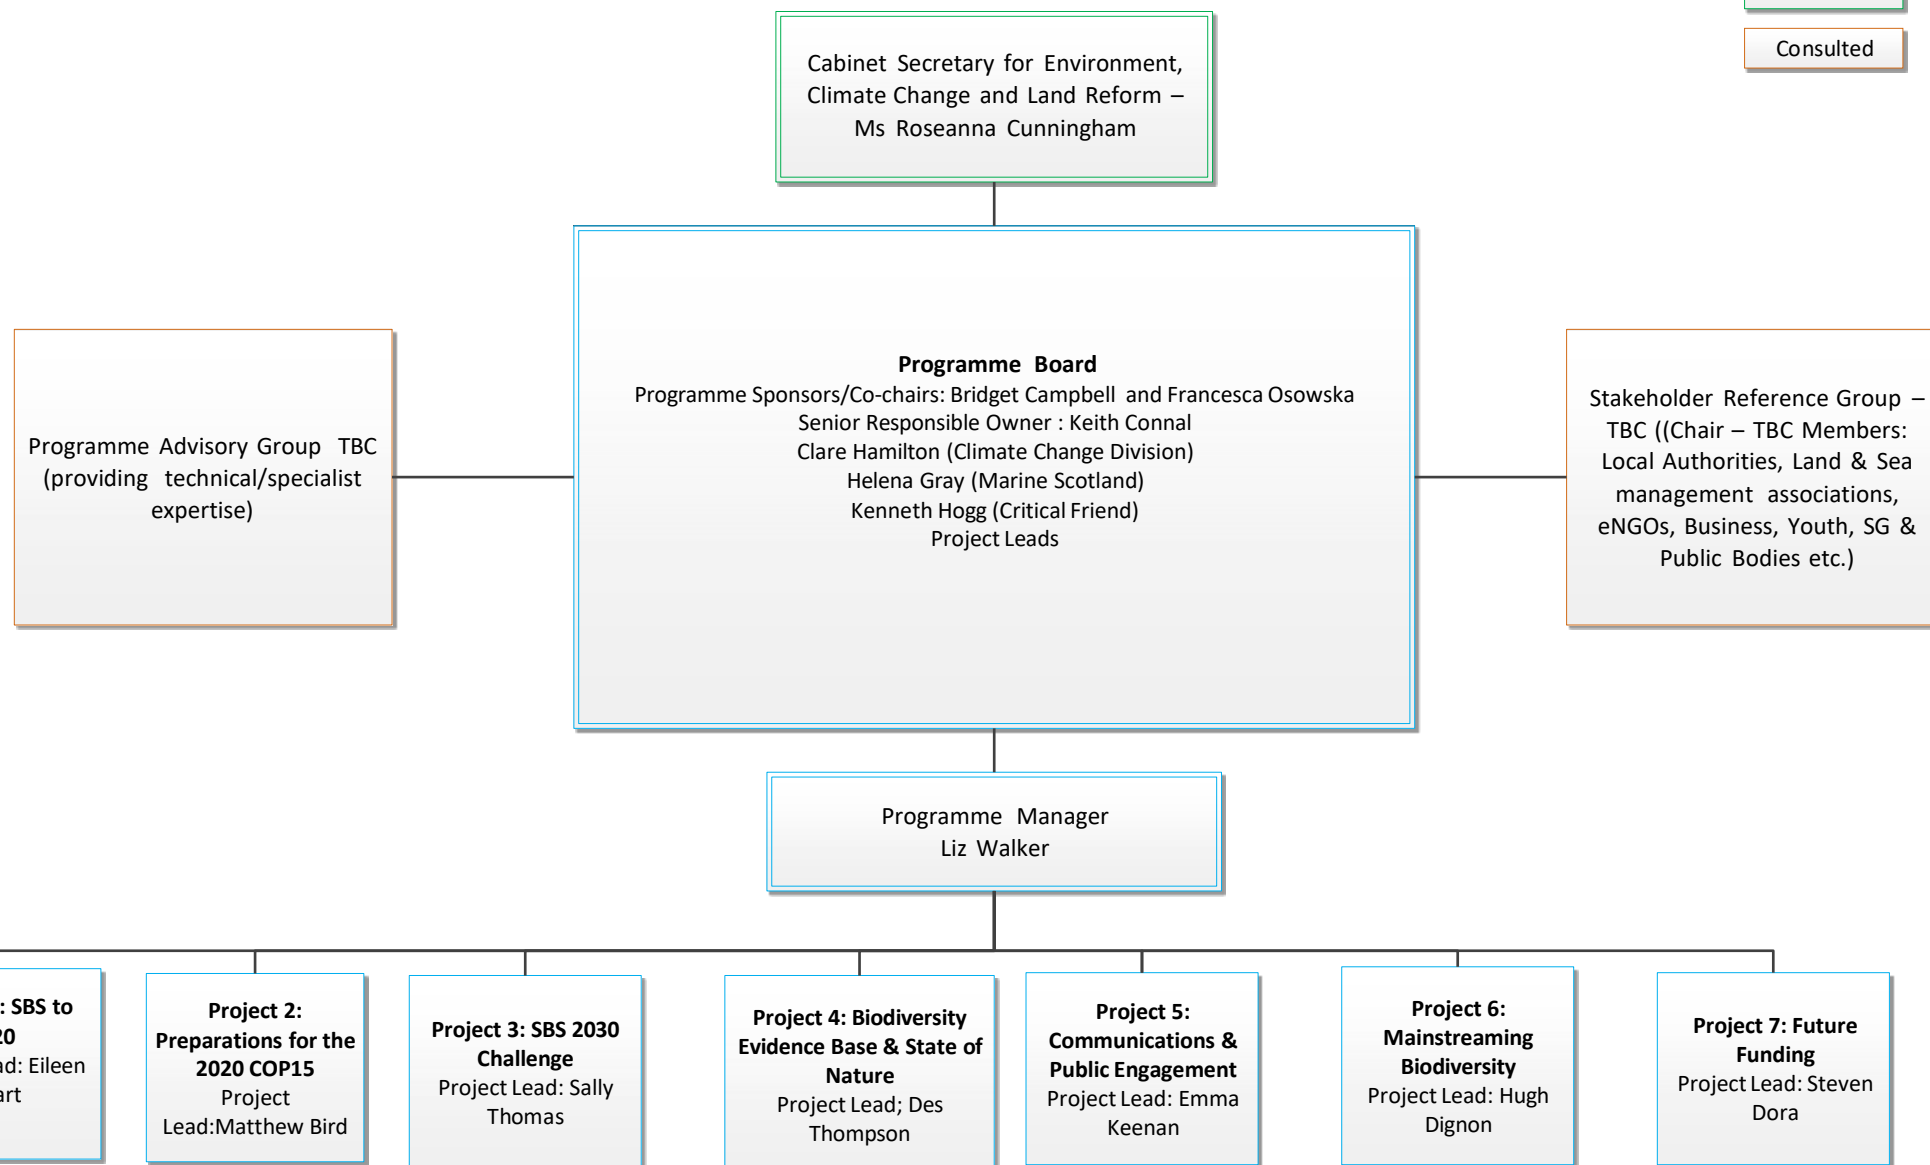 Consulted
Cabinet Secretary for Environment,
Climate Change and Land Reform –
Ms Roseanna Cunningham
Programme Board
Programme Sponsors/Co-chairs: Bridget Campbell and Francesca Osowska
Senior Responsible Owner : Keith Connal
Clare Hamilton (Climate Change Division)
Helena Gray (Marine Scotland)
Kenneth Hogg (Critical Friend)
Project Leads
Programme Advisory Group TBC
(providing technical/specialist
expertise)
Stakeholder Reference Group –
TBC ((Chair – TBC Members:
Local Authorities, Land & Sea
management associations,
eNGOs, Business, Youth, SG &
Public Bodies etc.)
Programme Manager
Liz Walker
: SBS to
Eileen
Project 2:
Preparations for the
2020 COP15
Project
Lead:Matthew Bird
Project 3: SBS 2030
Challenge
Project Lead: Sally
Thomas
Project 4: Biodiversity
Evidence Base & State of
Nature
Project Lead; Des
Thompson
Project 5:
Communications &
Public Engagement
Project Lead: Emma
Keenan
Project 6:
Mainstreaming
Biodiversity
Project Lead: Hugh
Dignon
Project 7: Future
Funding
Project Lead: Steven
Dora